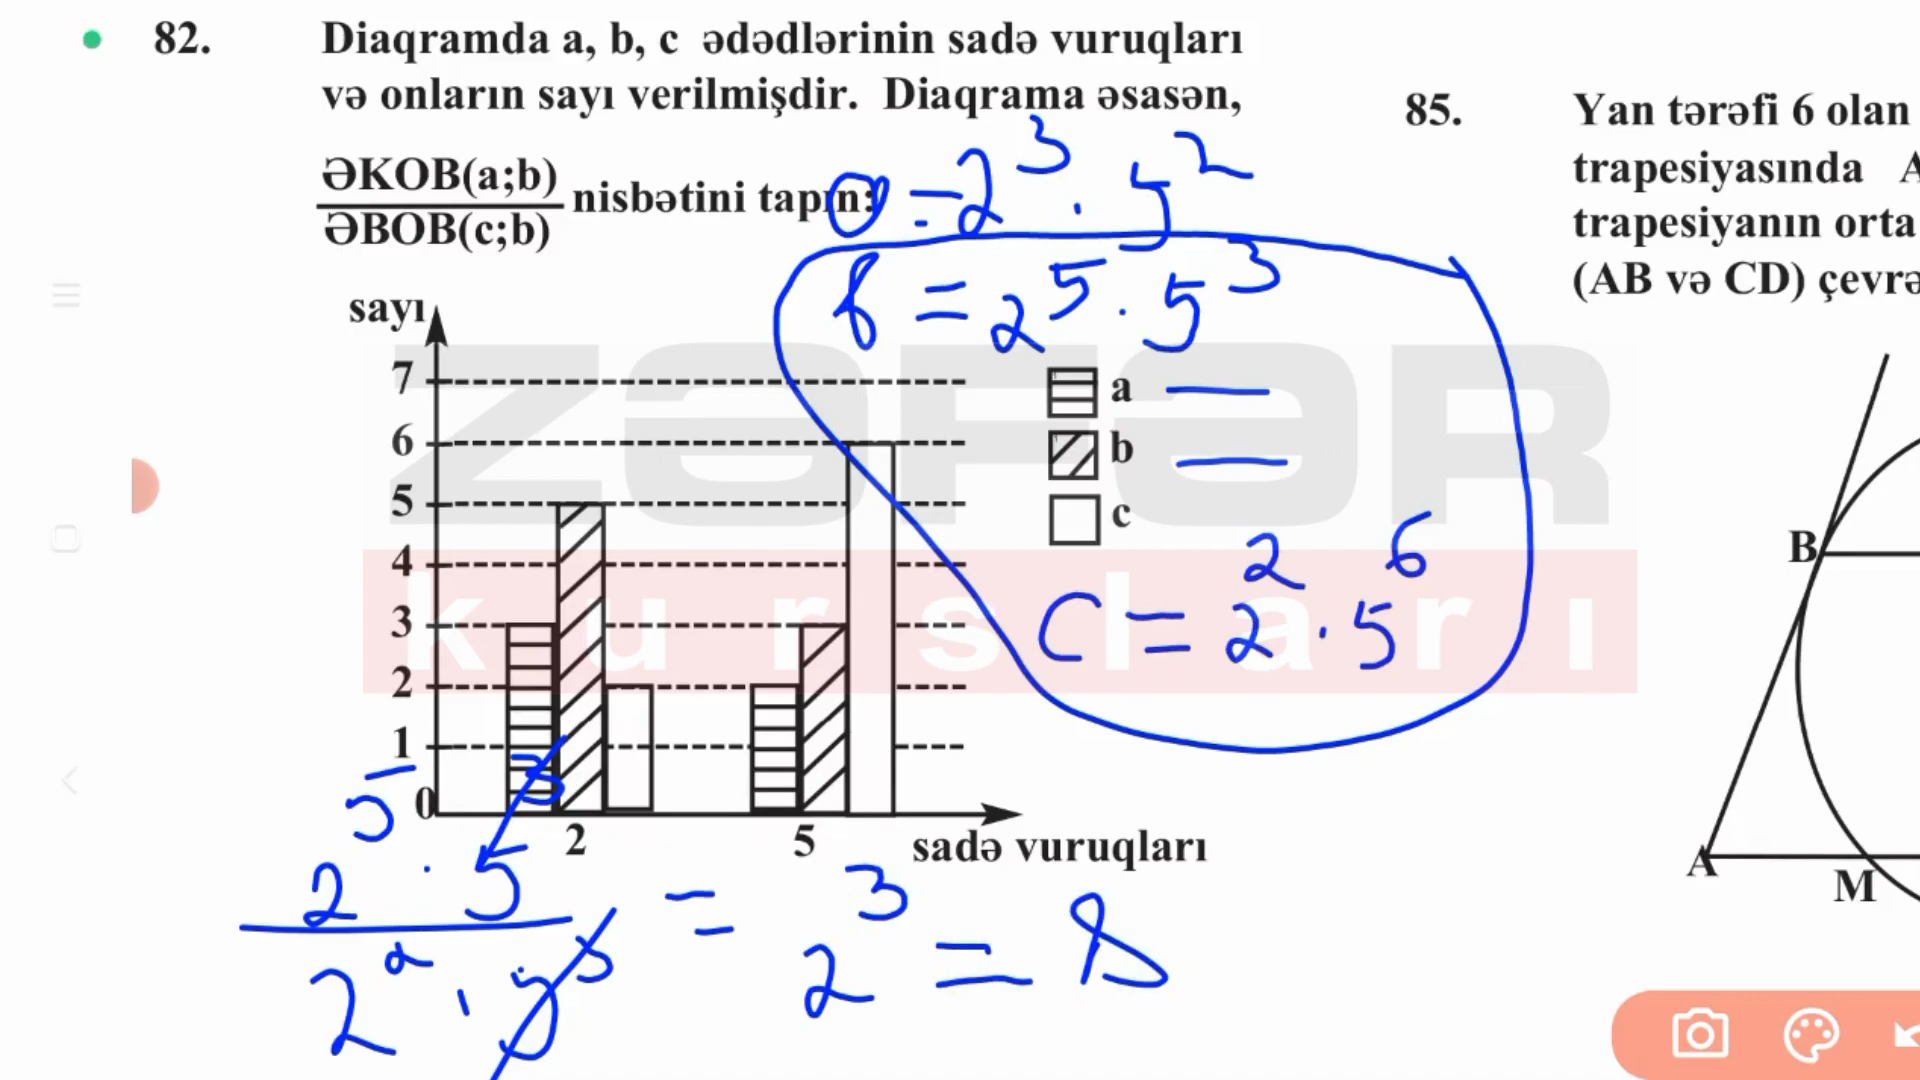 82. Diaqramda a, b, c ədədlərinin sadə vuruqları
və onların sayı verilmişdir. Diaqrama əsasən,
ƏKOB(a;b)
ƏBOB(c;b)
nisbətini tapın:
= 2³ · 5²
= 2⁵ · 5³
sayı
7
6
5
4
3
2
1
0
2
5
sadə vuruqları
a
b
c
C = 2² · 5⁶
2⁵ · 5³
2² · 5³
= 2³ = 8
ZƏFƏR
kursları
85. Yan tərəfi 6 olan
trapesiyasında A
trapesiyanın orta
(AB və CD) çevrə
B
A
M